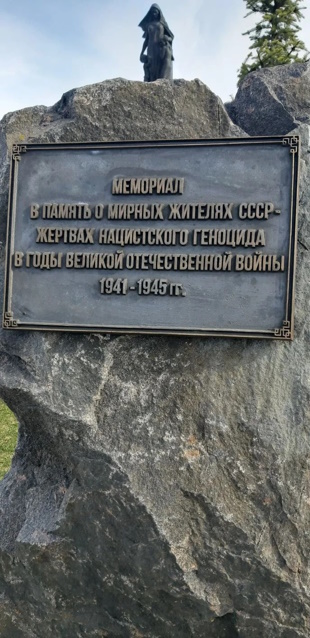 МЕМОРИАЛ
В ПАМЯТЬ О МИРНЫХ ЖИТЕЛЯХ СССР-
ЖЕРТВАХ НАЦИСТСКОГО ГЕНОЦИДА
В ГОДЫ ВЕЛИКОЙ ОТЕЧЕСТВЕННОЙ ВОЙНЫ
1941-1945 гг.